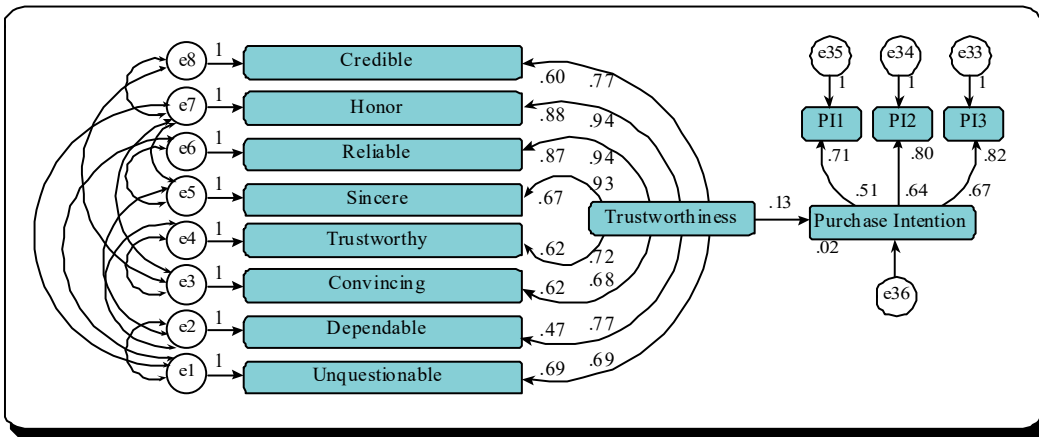 e8 1 Credible .60 .77
e7 1 Honor .88 .94
e6 1 Reliable .87 .94
e5 1 Sincere .67 .93
e4 1 Trustworthy .62 .72
e3 1 Convincing .62 .68
e2 1 Dependable .47 .77
e1 1 Unquestionable .69 .69
Trustworthiness .13
e35 e34 e33
1 1 1
PI1 PI2 PI3
.71 .80 .82
.51 .64 .67
Purchase Intention
.02
e36